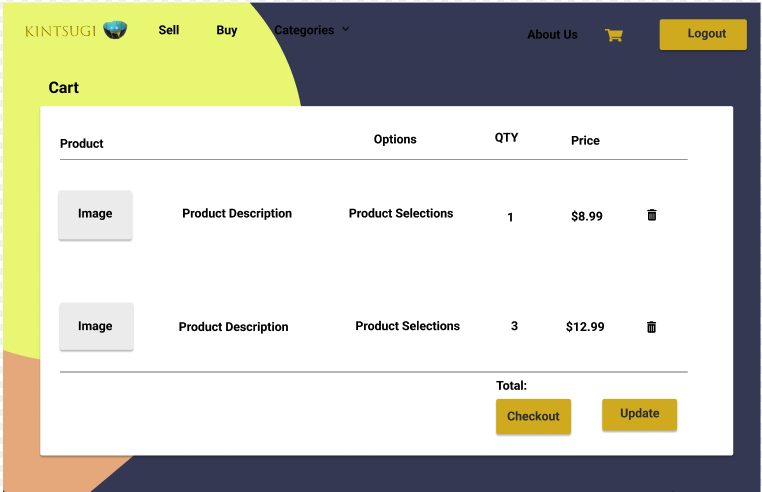 KINTSUGI Sell Buy Categories About Us Logout
Cart
Product Options QTY Price
Image Product Description Product Selections 1 $8.99
Image Product Description Product Selections 3 $12.99
Total:
Checkout Update